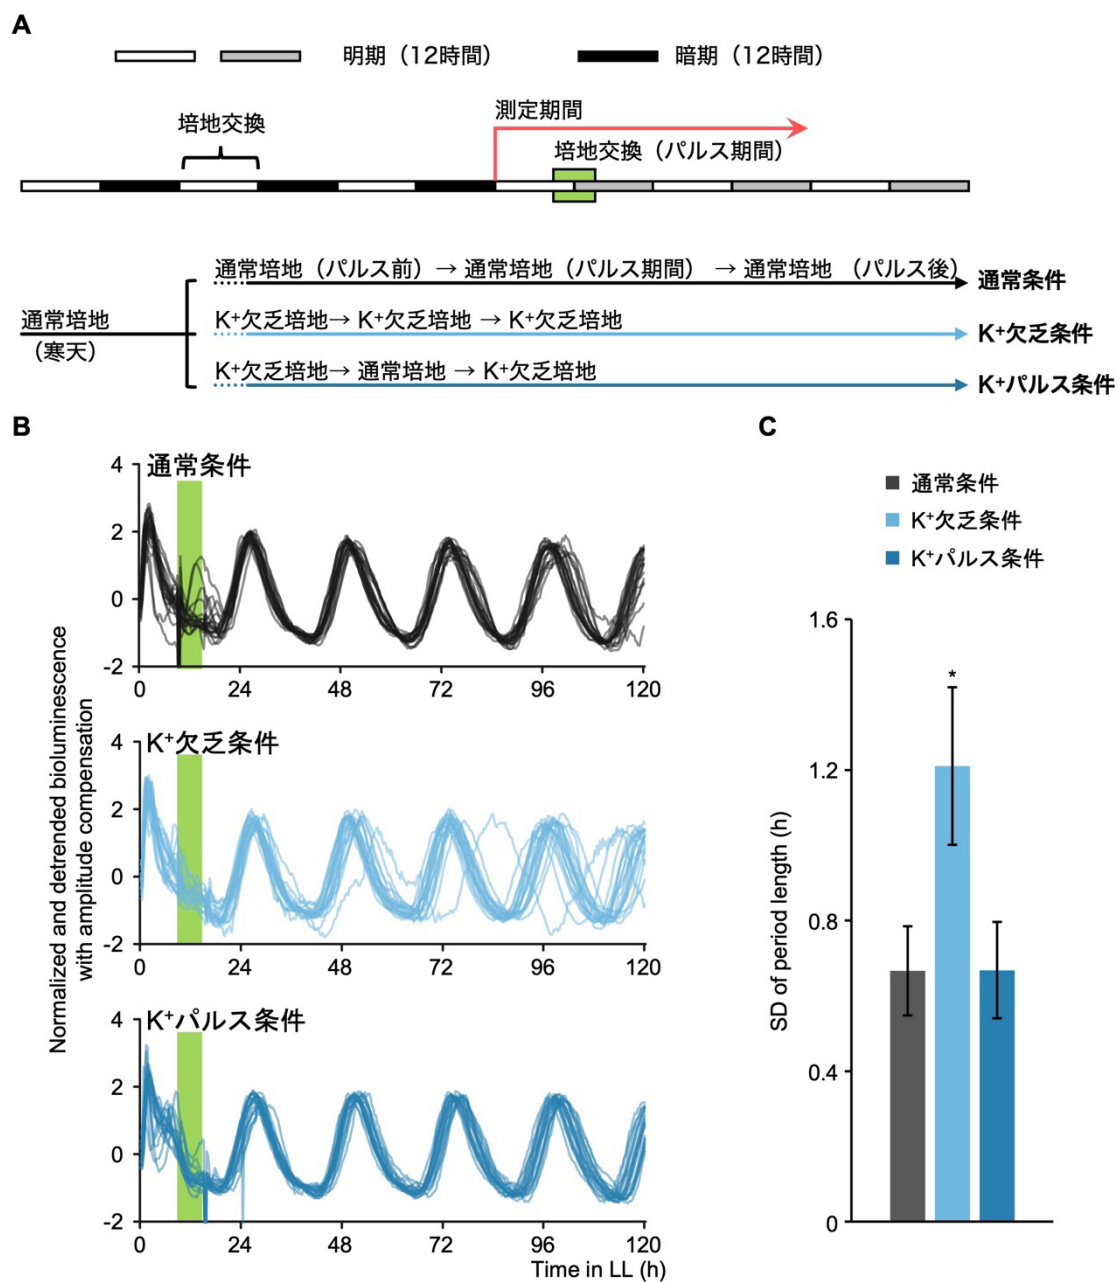 A
明期（12時間）
暗期（12時間）
測定期間
培地交換
培地交換（パルス期間）
通常培地（パルス前）→ 通常培地（パルス期間） → 通常培地 （パルス後）
通常条件
通常培地
（寒天）
K+欠乏培地→ K+欠乏培地 → K+欠乏培地
K+欠乏条件
K+欠乏培地→ 通常培地 → K+欠乏培地
K+パルス条件
B
Normalized and detrended bioluminescence
with amplitude compensation
通常条件
4
2
0
-2
0 24 48 72 96 120
K+欠乏条件
4
2
0
-2
0 24 48 72 96 120
K+パルス条件
4
2
0
-2
0 24 48 72 96 120
Time in LL (h)
C
通常条件
K+欠乏条件
K+パルス条件
SD of period length (h)
1.6
1.2
0.8
0.4
0
*